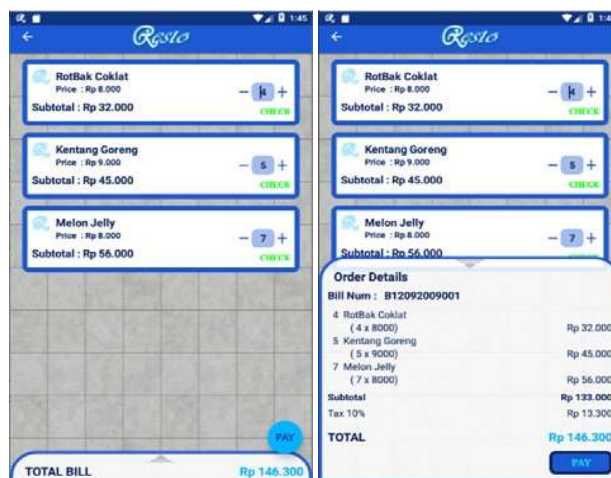 1:45
Resto
RotBak Coklat
Price : Rp 8.000
- 4 +
Subtotal : Rp 32.000
CHECK
Kentang Goreng
Price : Rp 9.000
- 5 +
Subtotal : Rp 45.000
CHECK
Melon Jelly
Price : Rp 8.000
- 7 +
Subtotal : Rp 56.000
CHECK
PAY
TOTAL BILL Rp 146.300
Resto
RotBak Coklat
Price : Rp 8.000
- 4 +
Subtotal : Rp 32.000
CHECK
Kentang Goreng
Price : Rp 9.000
- 5 +
Subtotal : Rp 45.000
CHECK
Melon Jelly
Price : Rp 8.000
- 7 +
Subtotal : Rp 56.000
CHECK
Order Details
Bill Num : B12092009001
4 RotBak Coklat
( 4 x 8000) Rp 32.000
5 Kentang Goreng
( 5 x 9000) Rp 45.000
7 Melon Jelly
( 7 x 8000) Rp 56.000
Subtotal Rp 133.000
Tax 10% Rp 13.300
TOTAL Rp 146.300
PAY